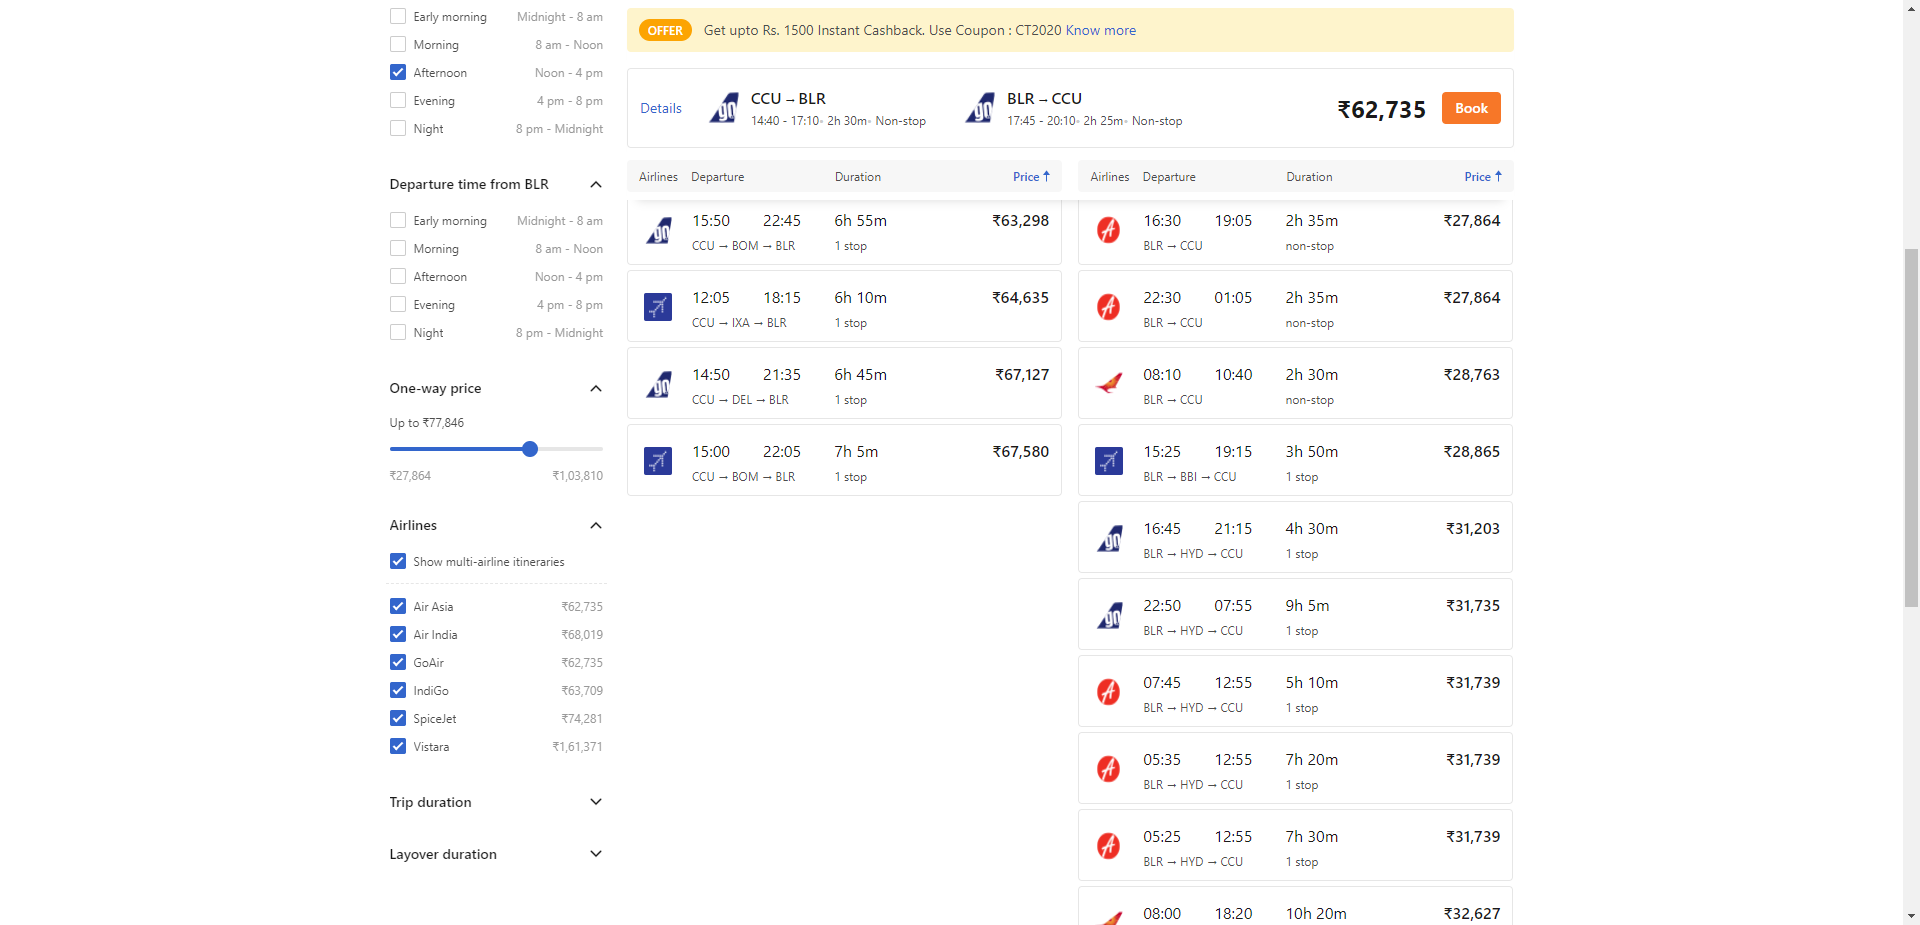 Early morning Midnight - 8 am
Morning 8 am - Noon
Afternoon Noon - 4 pm
Evening 4 pm - 8 pm
Night 8 pm - Midnight
Departure time from BLR
Early morning Midnight - 8 am
Morning 8 am - Noon
Afternoon Noon - 4 pm
Evening 4 pm - 8 pm
Night 8 pm - Midnight
One-way price
Up to ₹77,846
₹27,864 ₹1,03,810
Airlines
Show multi-airline itineraries
Air Asia ₹62,735
Air India ₹68,019
GoAir ₹62,735
IndiGo ₹63,709
SpiceJet ₹74,281
Vistara ₹1,61,371
Trip duration
Layover duration
OFFER Get upto Rs. 1500 Instant Cashback. Use Coupon : CT2020 Know more
Details
go
CCU → BLR
14:40 - 17:10• 2h 30m• Non-stop
go
BLR → CCU
17:45 - 20:10• 2h 25m• Non-stop
₹62,735 Book
Airlines Departure Duration Price ↑
go 15:50 22:45 6h 55m ₹63,298
CCU → BOM → BLR 1 stop
12:05 18:15 6h 10m ₹64,635
CCU → IXA → BLR 1 stop
go 14:50 21:35 6h 45m ₹67,127
CCU → DEL → BLR 1 stop
15:00 22:05 7h 5m ₹67,580
CCU → BOM → BLR 1 stop
Airlines Departure Duration Price ↑
16:30 19:05 2h 35m ₹27,864
BLR → CCU non-stop
22:30 01:05 2h 35m ₹27,864
BLR → CCU non-stop
08:10 10:40 2h 30m ₹28,763
BLR → CCU non-stop
15:25 19:15 3h 50m ₹28,865
BLR → BBI → CCU 1 stop
go 16:45 21:15 4h 30m ₹31,203
BLR → HYD → CCU 1 stop
go 22:50 07:55 9h 5m ₹31,735
BLR → HYD → CCU 1 stop
07:45 12:55 5h 10m ₹31,739
BLR → HYD → CCU 1 stop
05:35 12:55 7h 20m ₹31,739
BLR → HYD → CCU 1 stop
05:25 12:55 7h 30m ₹31,739
BLR → HYD → CCU 1 stop
08:00 18:20 10h 20m ₹32,627